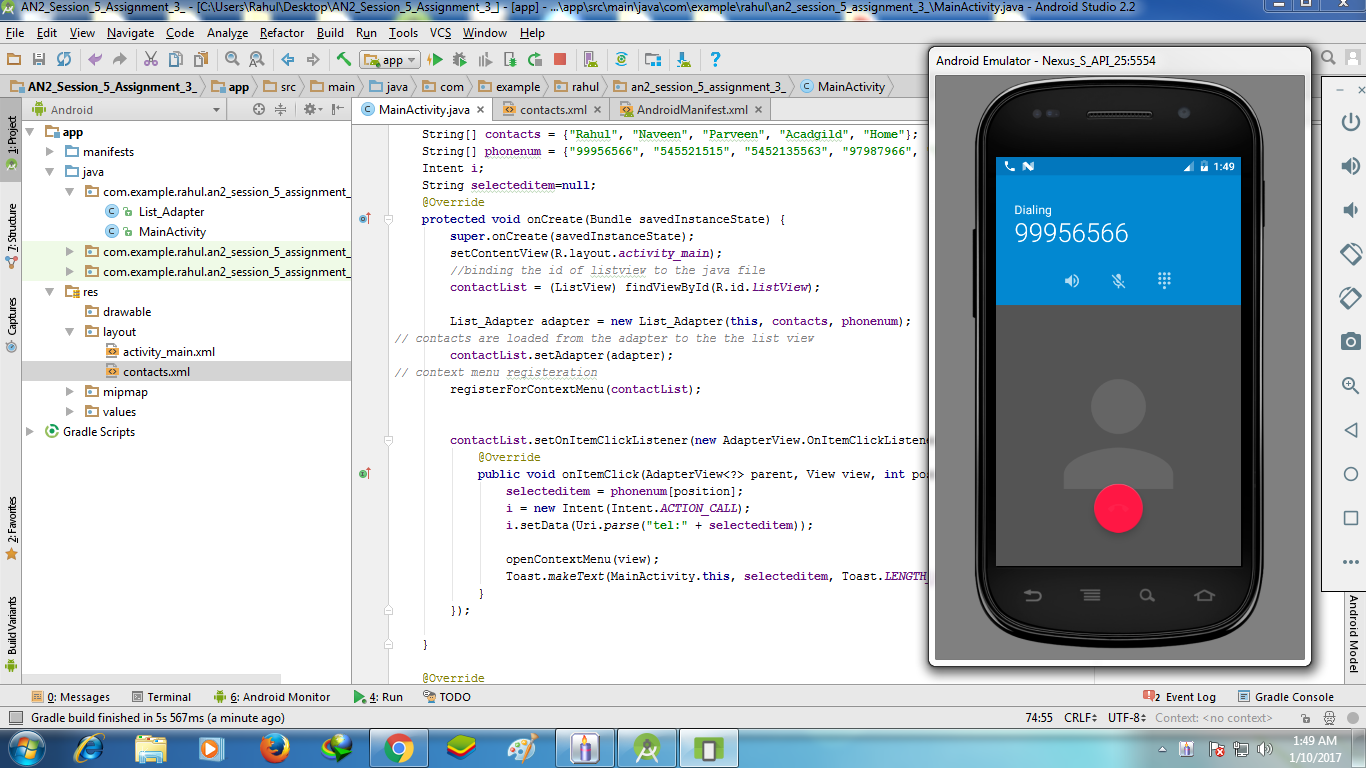 AN2_Session_5_Assignment_3_ - [C:\Users\Rahul\Desktop\AN2_Session_5_Assignment_3_] - [app] - ...\app\src\main\java\com\example\rahul\an2_session_5_assignment_3_\MainActivity.java - Android Studio 2.2
File Edit View Navigate Code Analyze Refactor Build Run Tools VCS Window Help
app
AN2_Session_5_Assignment_3_ app src main java com example rahul an2_session_5_assignment_3_ MainActivity
Android
MainActivity.java contacts.xml AndroidManifest.xml
1: Project
7: Structure
Captures
2: Favorites
Build Variants
app
manifests
java
com.example.rahul.an2_session_5_assignment_
List_Adapter
MainActivity
com.example.rahul.an2_session_5_assignment_
com.example.rahul.an2_session_5_assignment_
res
drawable
layout
activity_main.xml
contacts.xml
mipmap
values
Gradle Scripts
String[] contacts = {"Rahul", "Naveen", "Parveen", "Acadgild", "Home"};
String[] phonenum = {"99956566", "545521515", "5452135563", "97987966",
Intent i;
String selecteditem=null;
@Override
protected void onCreate(Bundle savedInstanceState) {
super.onCreate(savedInstanceState);
setContentView(R.layout.activity_main);
//binding the id of listview to the java file
contactList = (ListView) findViewById(R.id.listView);
List_Adapter adapter = new List_Adapter(this, contacts, phonenum);
// contacts are loaded from the adapter to the the list view
contactList.setAdapter(adapter);
// context menu registeration
registerForContextMenu(contactList);
contactList.setOnItemClickListener(new AdapterView.OnItemClickListene
@Override
public void onItemClick(AdapterView<?> parent, View view, int po
selecteditem = phonenum[position];
i = new Intent(Intent.ACTION_CALL);
i.setData(Uri.parse("tel:" + selecteditem));
openContextMenu(view);
Toast.makeText(MainActivity.this, selecteditem, Toast.LENGTH_
}
});
}
@Override
Android Emulator - Nexus_S_API_25:5554
1:49
Dialing
99956566
Android Model
0: Messages Terminal 6: Android Monitor 4: Run TODO 2 Event Log Gradle Console
Gradle build finished in 5s 567ms (a minute ago) 74:55 CRLF UTF-8 Context: <no context>
1:49 AM
1/10/2017